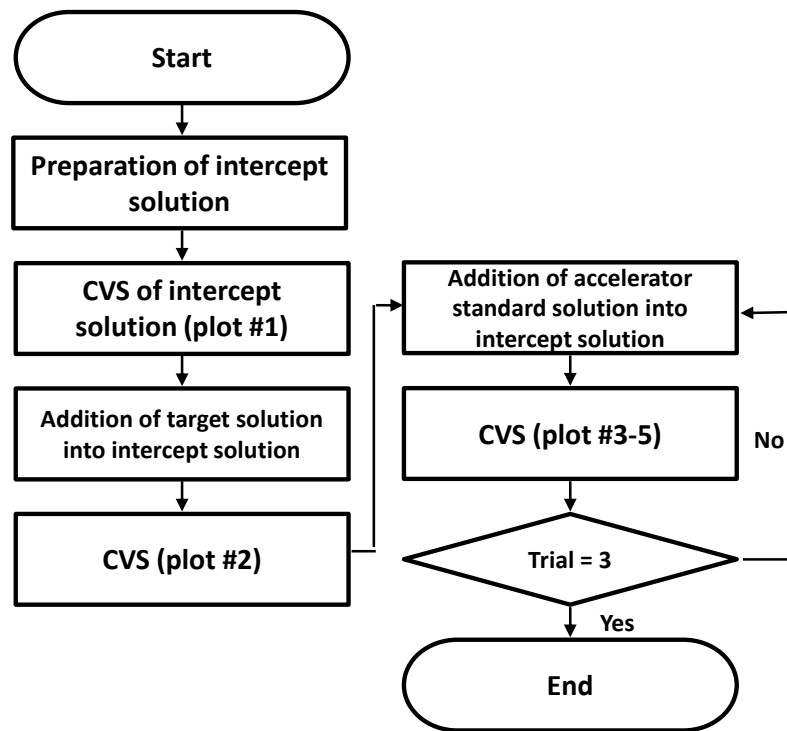 Start
Preparation of intercept
solution
CVS of intercept
solution (plot #1)
Addition of target solution
into intercept solution
CVS (plot #2)
Addition of accelerator
standard solution into
intercept solution
CVS (plot #3-5)
No
Trial = 3
Yes
End